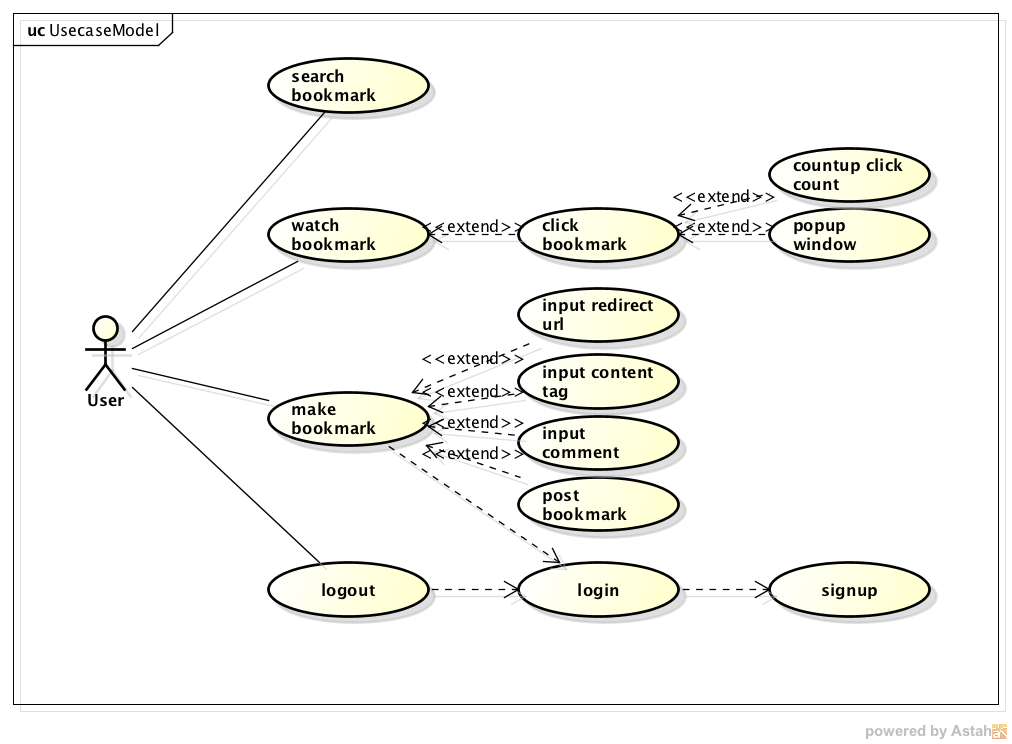 uc UsecaseModel
search
bookmark
countup click
count
<<extend>>
watch
bookmark
<<extend>>
click
bookmark
<<extend>>
popup
window
input redirect
url
<<extend>>
input content
tag
<<extend>>
make
bookmark
<<extend>>
input
comment
<<extend>>
post
bookmark
User
logout
login
signup
powered by Astah